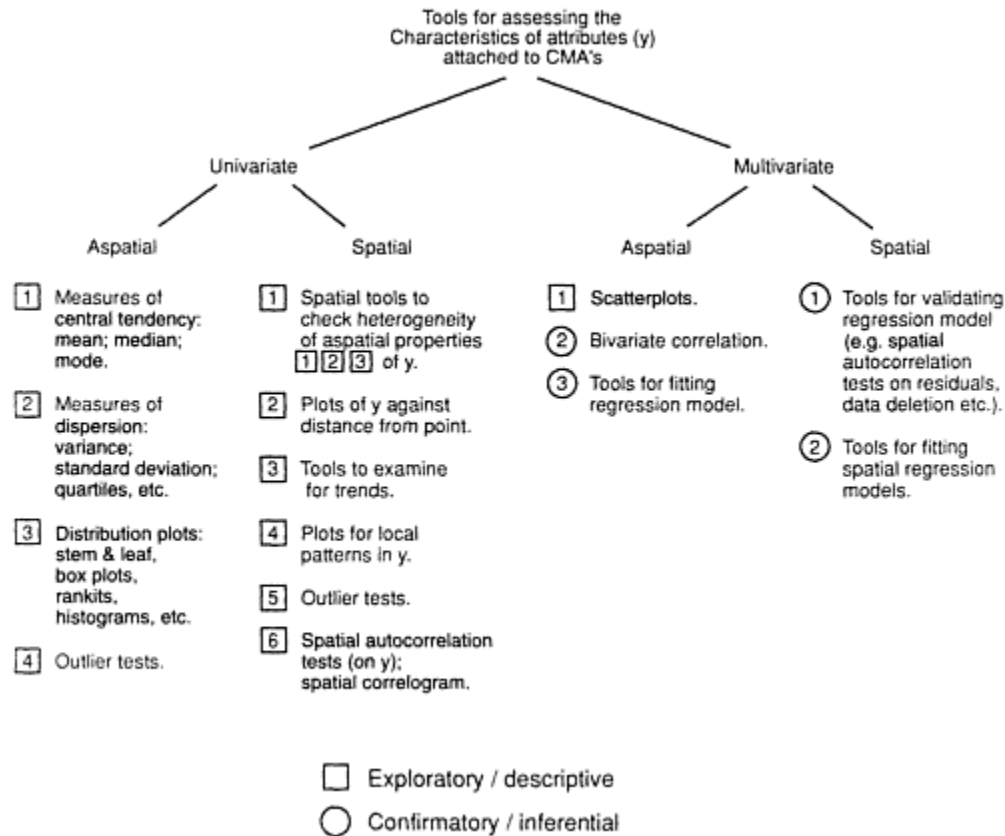 Tools for assessing the
Characteristics of attributes (y)
attached to CMA's
Univariate
Multivariate
Aspatial
Spatial
Aspatial
Spatial
1 Measures of
central tendency:
mean; median;
mode.
2 Measures of
dispersion:
variance;
standard deviation;
quartiles, etc.
3 Distribution plots:
stem & leaf,
box plots,
rankits,
histograms, etc.
4 Outlier tests.
1 Spatial tools to
check heterogeneity
of aspatial properties
1 2 3 of y.
2 Plots of y against
distance from point.
3 Tools to examine
for trends.
4 Plots for local
patterns in y.
5 Outlier tests.
6 Spatial autocorrelation
tests (on y);
spatial correlogram.
1 Scatterplots.
2 Bivariate correlation.
3 Tools for fitting
regression model.
1 Tools for validating
regression model
(e.g. spatial
autocorrelation
tests on residuals,
data deletion etc.).
2 Tools for fitting
spatial regression
models.
Exploratory / descriptive
Confirmatory / inferential